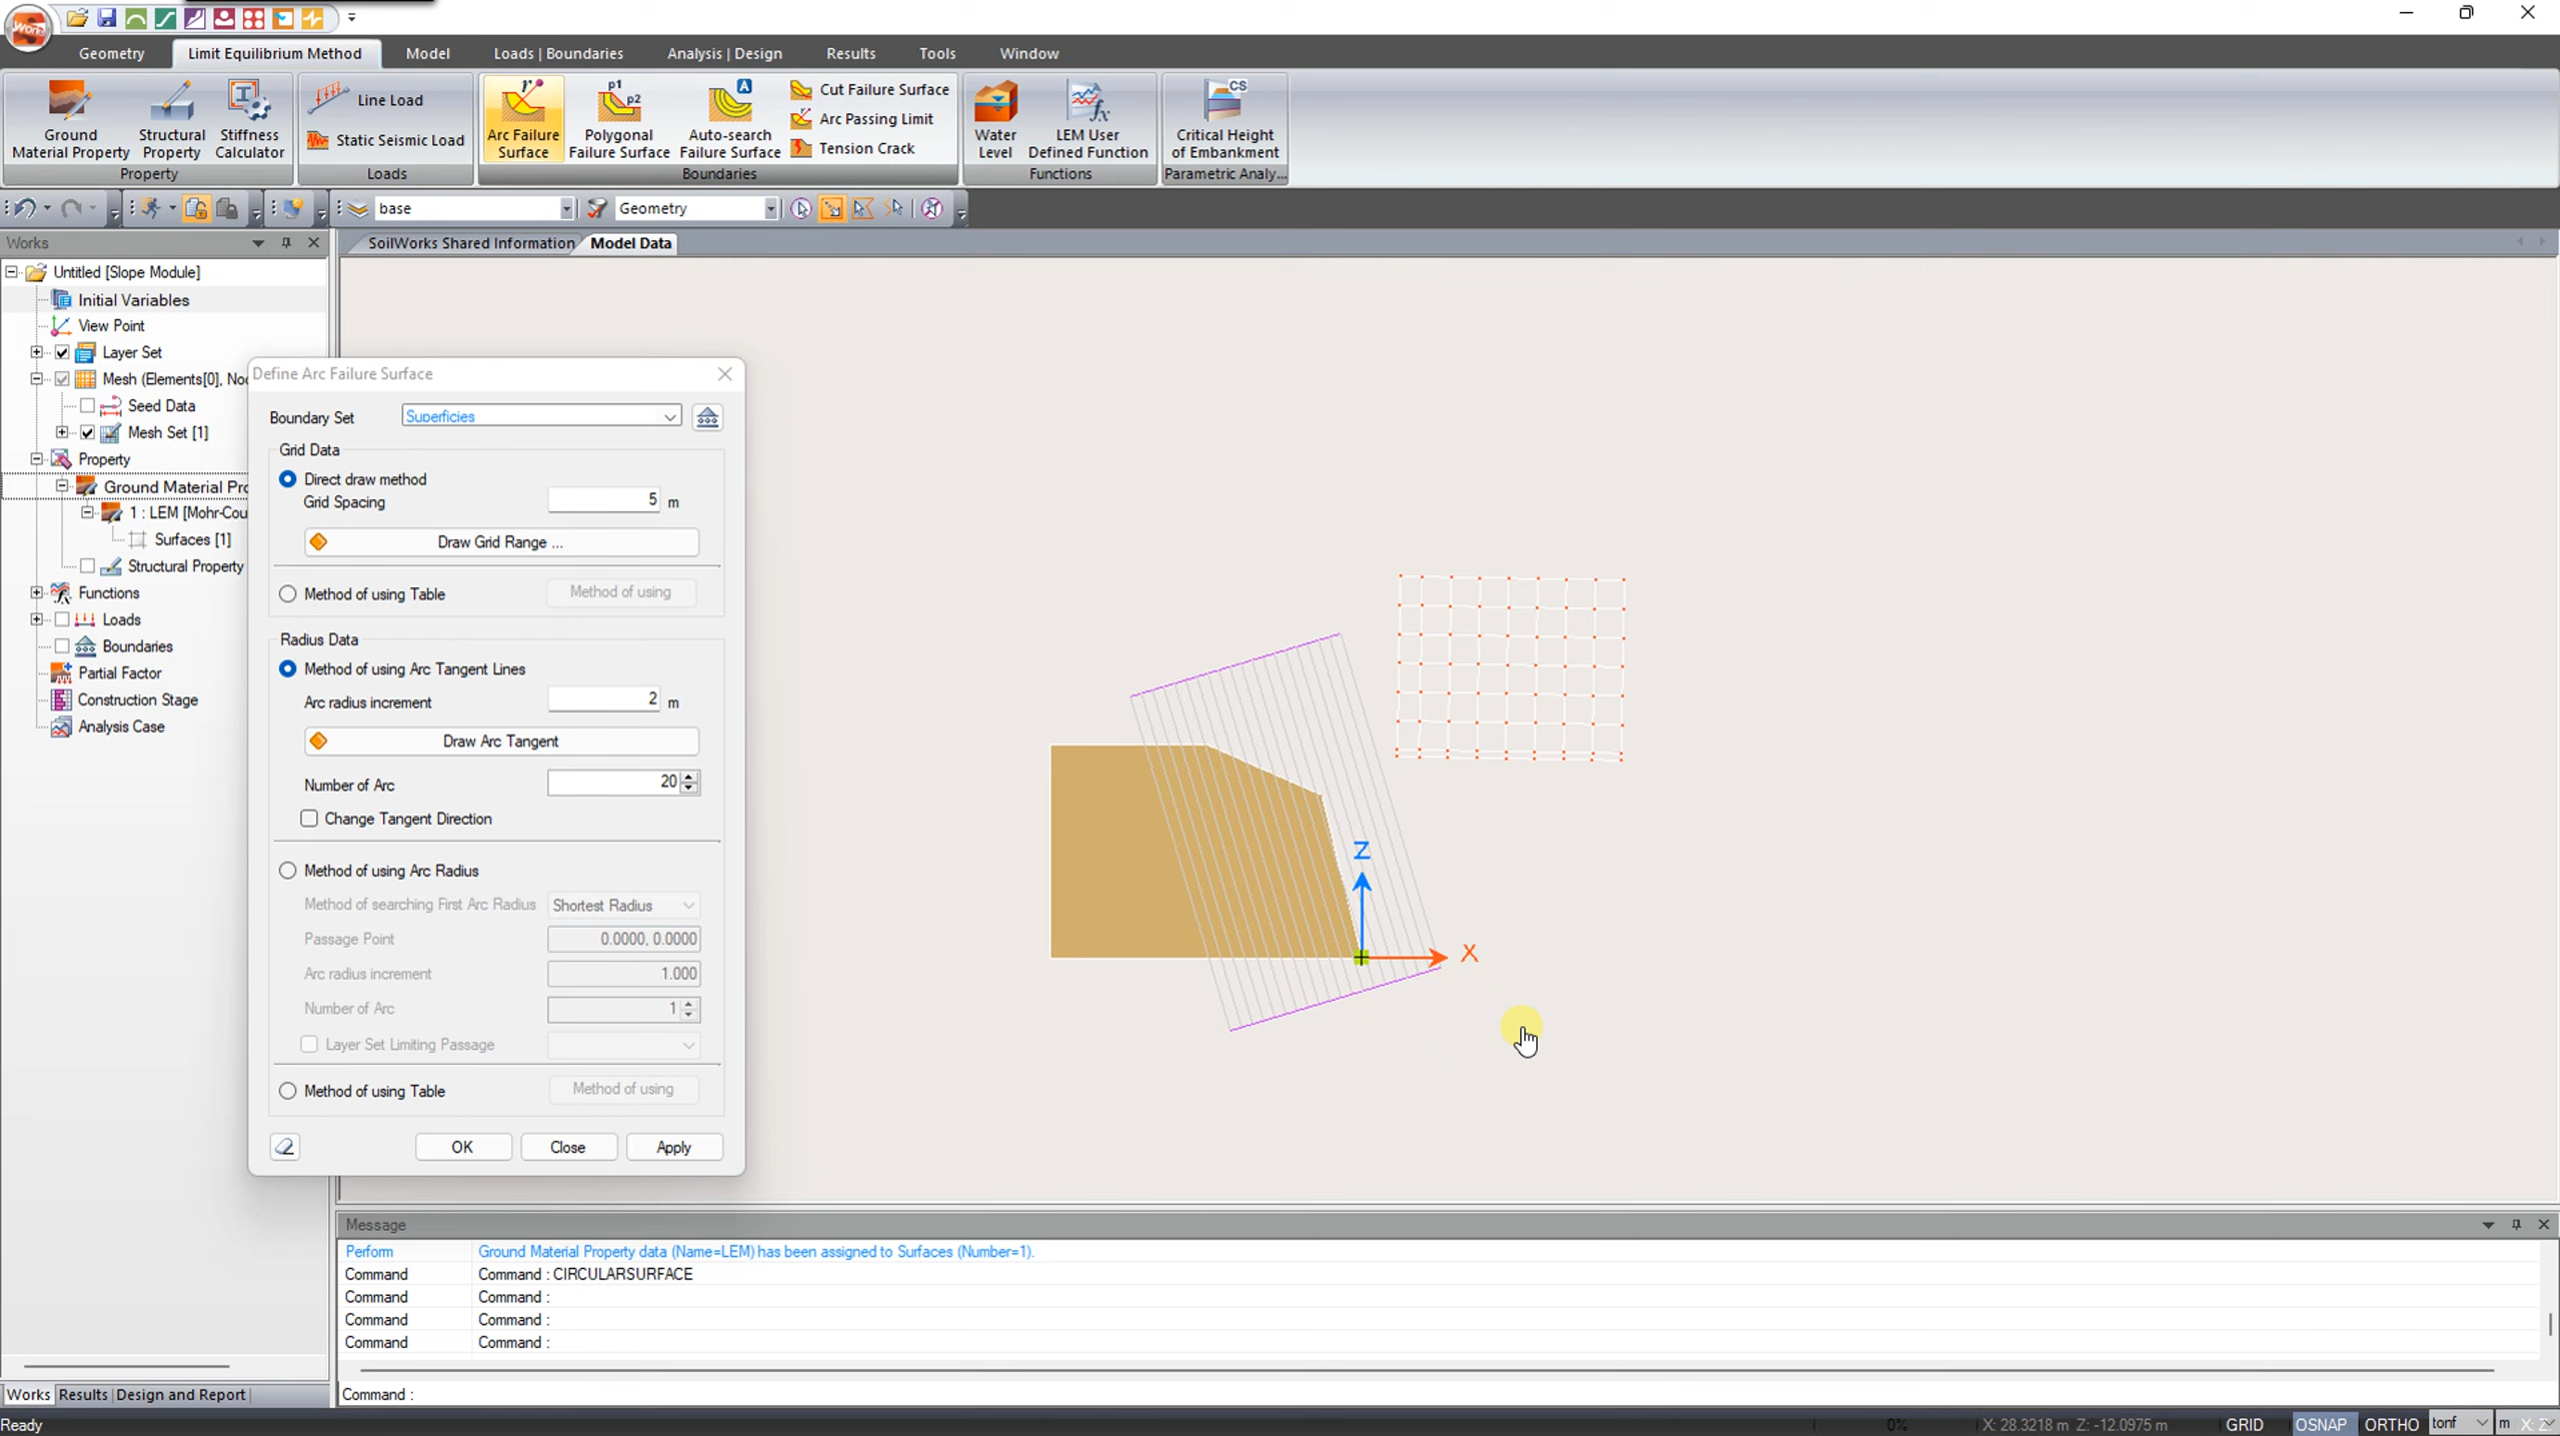 Geometry Limit Equilibrium Method Model Loads | Boundaries Analysis | Design Results Tools Window
Ground Material Property
Structural Property
Stiffness Calculator
Property
Line Load
Static Seismic Load
Loads
Arc Failure Surface
p1
p2
Polygonal Failure Surface
Auto-search Failure Surface
Cut Failure Surface
Arc Passing Limit
Tension Crack
Boundaries
Water Level
LEM User Defined Function
Functions
CS
Critical Height of Embankment
Parametric Analy...
base
Geometry
Works
SoilWorks Shared Information
Model Data
Untitled [Slope Module]
Initial Variables
View Point
Layer Set
Mesh (Elements[0], Noc
Seed Data
Mesh Set [1]
Property
Ground Material Prc
1 : LEM [Mohr-Cou
Surfaces [1]
Structural Property
Functions
Loads
Boundaries
Partial Factor
Construction Stage
Analysis Case
Define Arc Failure Surface
Boundary Set Superficies
Grid Data
Direct draw method
Grid Spacing 5 m
Draw Grid Range ...
Method of using Table Method of using
Radius Data
Method of using Arc Tangent Lines
Arc radius increment 2 m
Draw Arc Tangent
Number of Arc 20
Change Tangent Direction
Method of using Arc Radius
Method of searching First Arc Radius Shortest Radius
Passage Point 0.0000, 0.0000
Arc radius increment 1.000
Number of Arc 1
Layer Set Limiting Passage
Method of using Table Method of using
OK Close Apply
Z
X
Message
Perform Ground Material Property data (Name=LEM) has been assigned to Surfaces (Number=1).
Command Command : CIRCULARSURFACE
Command Command :
Command Command :
Command Command :
Works Results Design and Report
Command :
Ready 0% X: 28.3218 m Z: -12.0975 m GRID OSNAP ORTHO tonf m